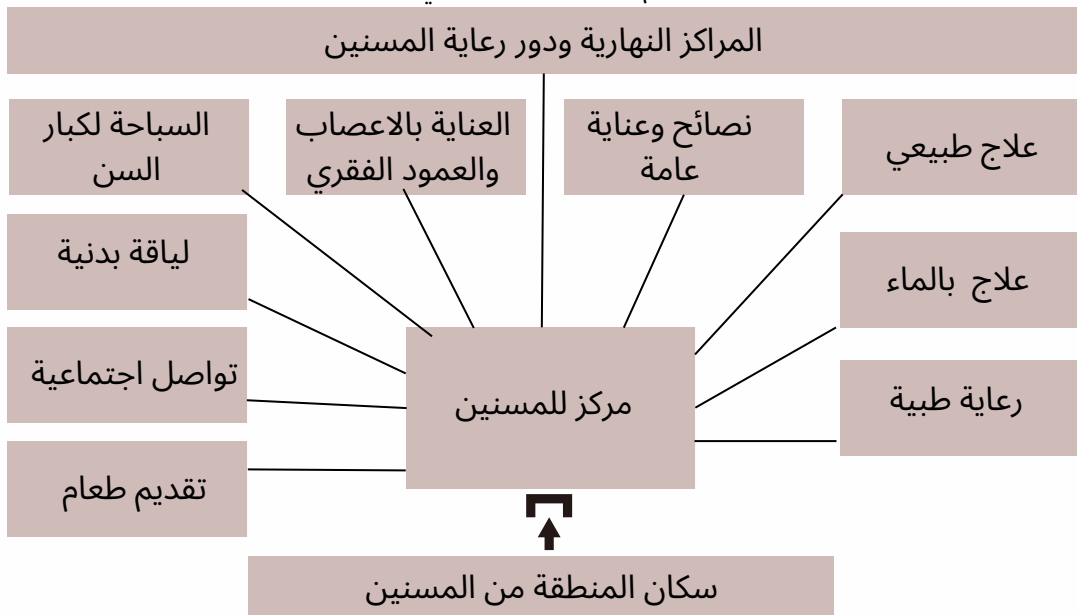 المراكز النهارية ودور رعاية المسنين
علاج طبيعي
نصائح وعناية
عامة
العناية بالاعصاب
والعمود الفقري
السباحة لكبار
السن
علاج بالماء
لياقة بدنية
رعاية طبية
تواصل اجتماعية
مركز للمسنين
تقديم طعام
سكان المنطقة من المسنين